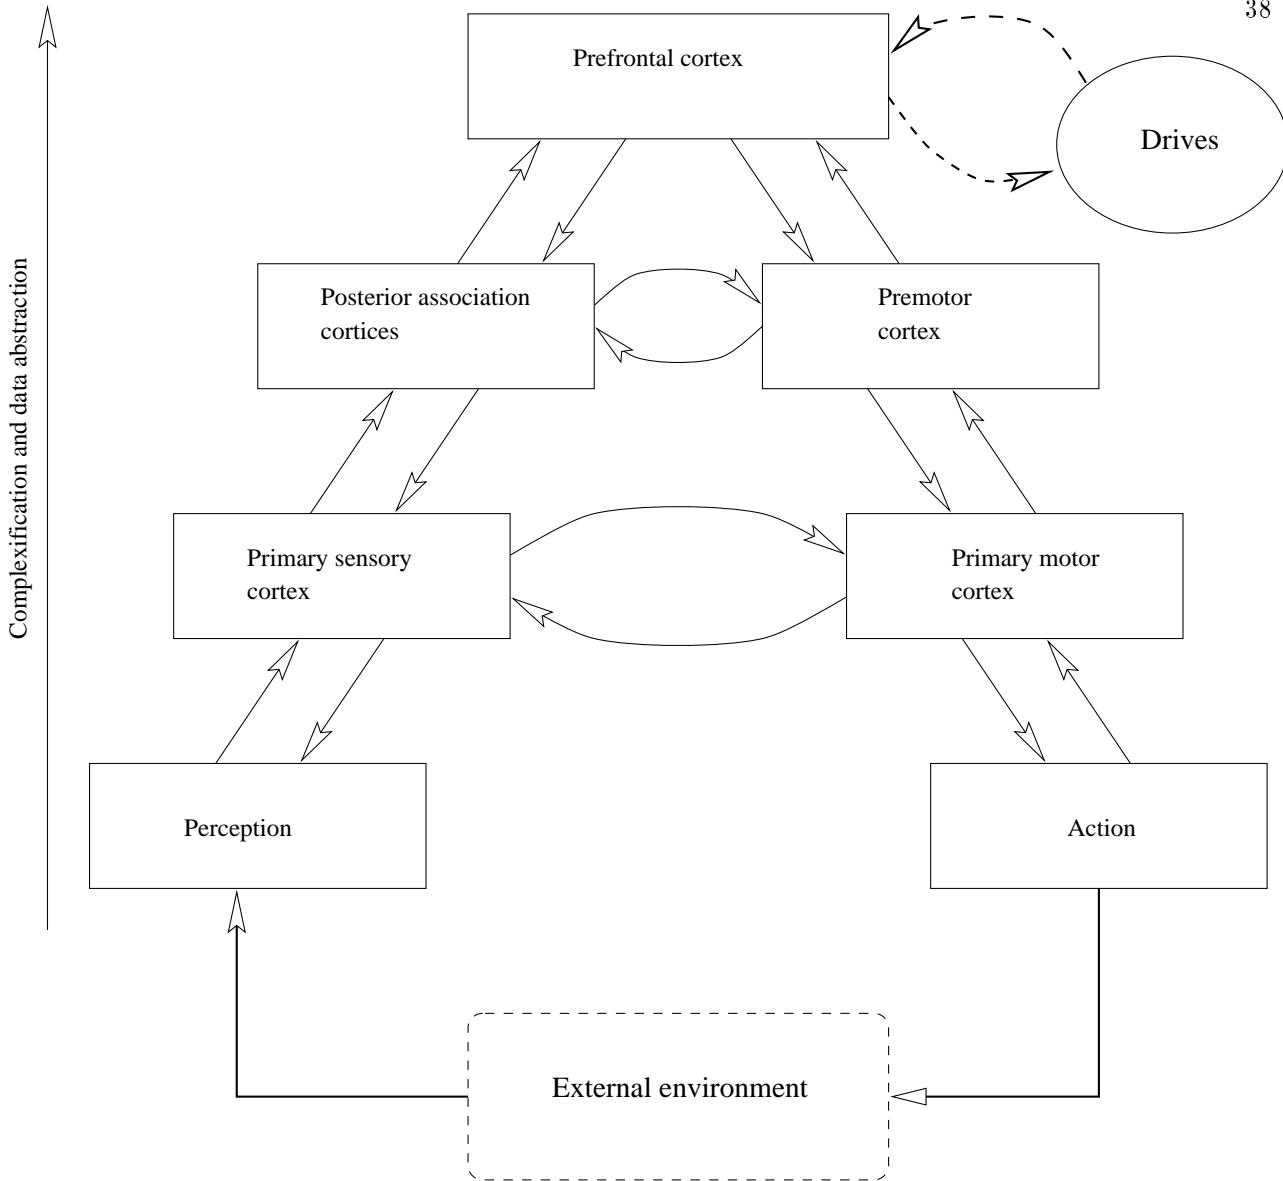 38
Prefrontal cortex
Drives
Posterior association
cortices
Premotor
cortex
Complexification and data abstraction
Primary sensory
cortex
Primary motor
cortex
Perception
Action
External environment